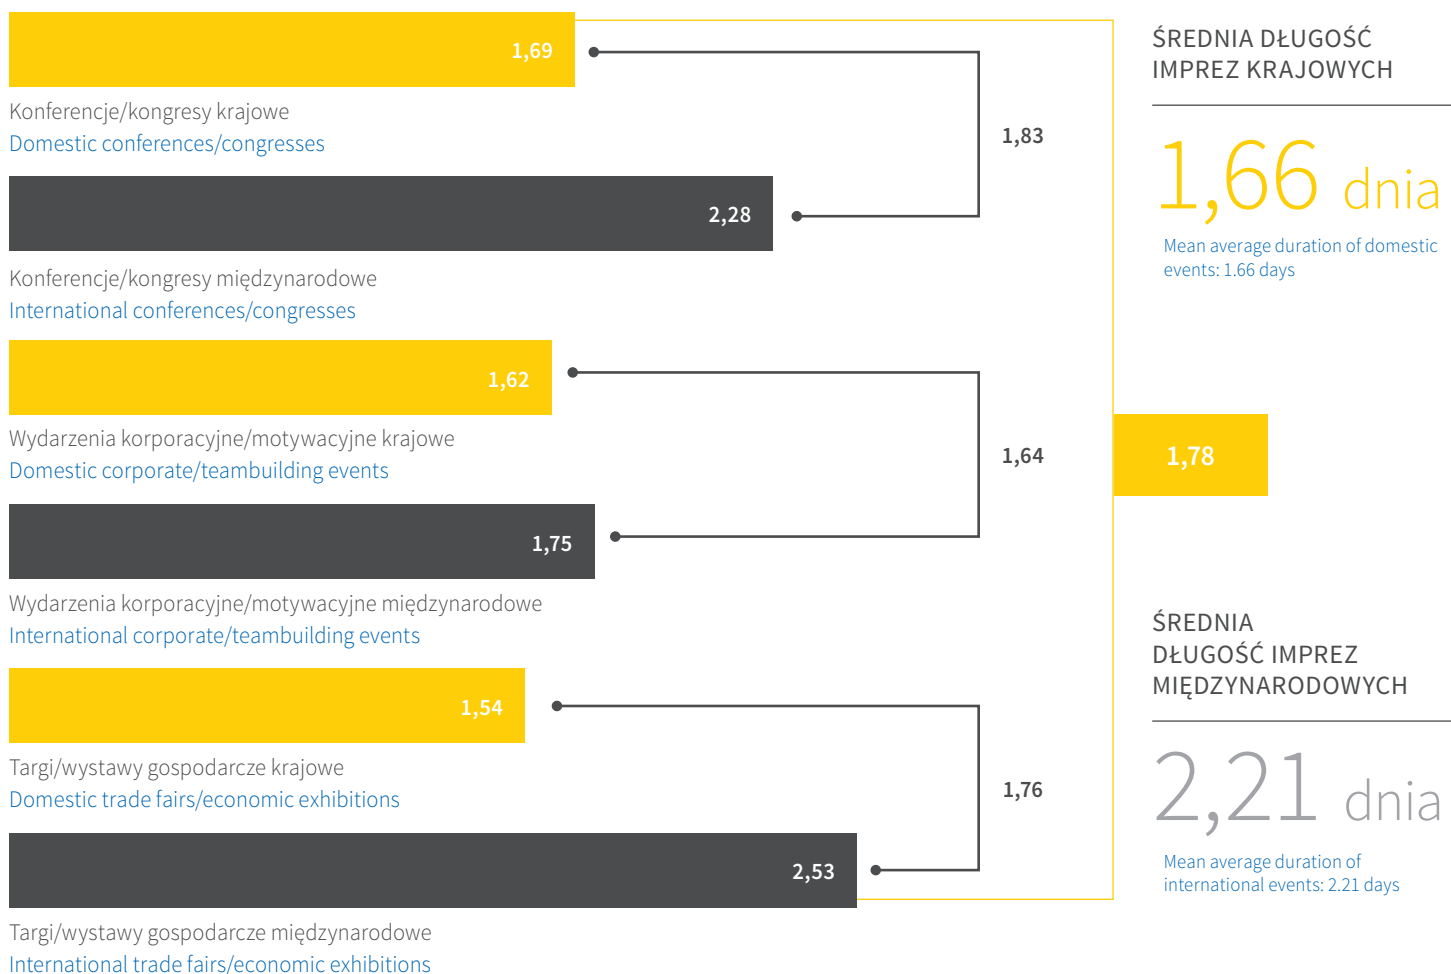 1,69
Konferencje/kongresy krajowe
Domestic conferences/congresses
2,28
Konferencje/kongresy międzynarodowe
International conferences/congresses
1,83
1,62
Wydarzenia korporacyjne/motywacyjne krajowe
Domestic corporate/teambuilding events
1,75
Wydarzenia korporacyjne/motywacyjne międzynarodowe
International corporate/teambuilding events
1,64
1,54
Targi/wystawy gospodarcze krajowe
Domestic trade fairs/economic exhibitions
2,53
Targi/wystawy gospodarcze międzynarodowe
International trade fairs/economic exhibitions
1,76
1,78
ŚREDNIA DŁUGOŚĆ
IMPREZ KRAJOWYCH
1,66 dnia
Mean average duration of domestic
events: 1.66 days
ŚREDNIA
DŁUGOŚĆ IMPREZ
MIĘDZYNARODOWYCH
2,21 dnia
Mean average duration of
international events: 2.21 days